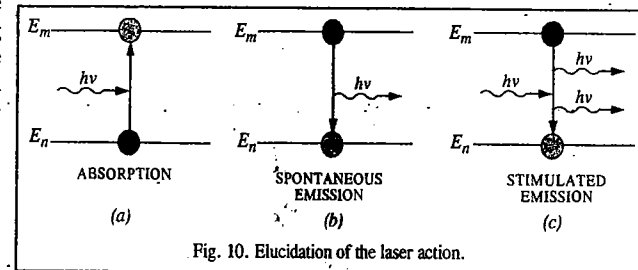 Em Em Em
hν hν hν hν hν
En En En
ABSORPTION SPONTANEOUS EMISSION STIMULATED EMISSION
(a) (b) (c)
Fig. 10. Elucidation of the laser action.